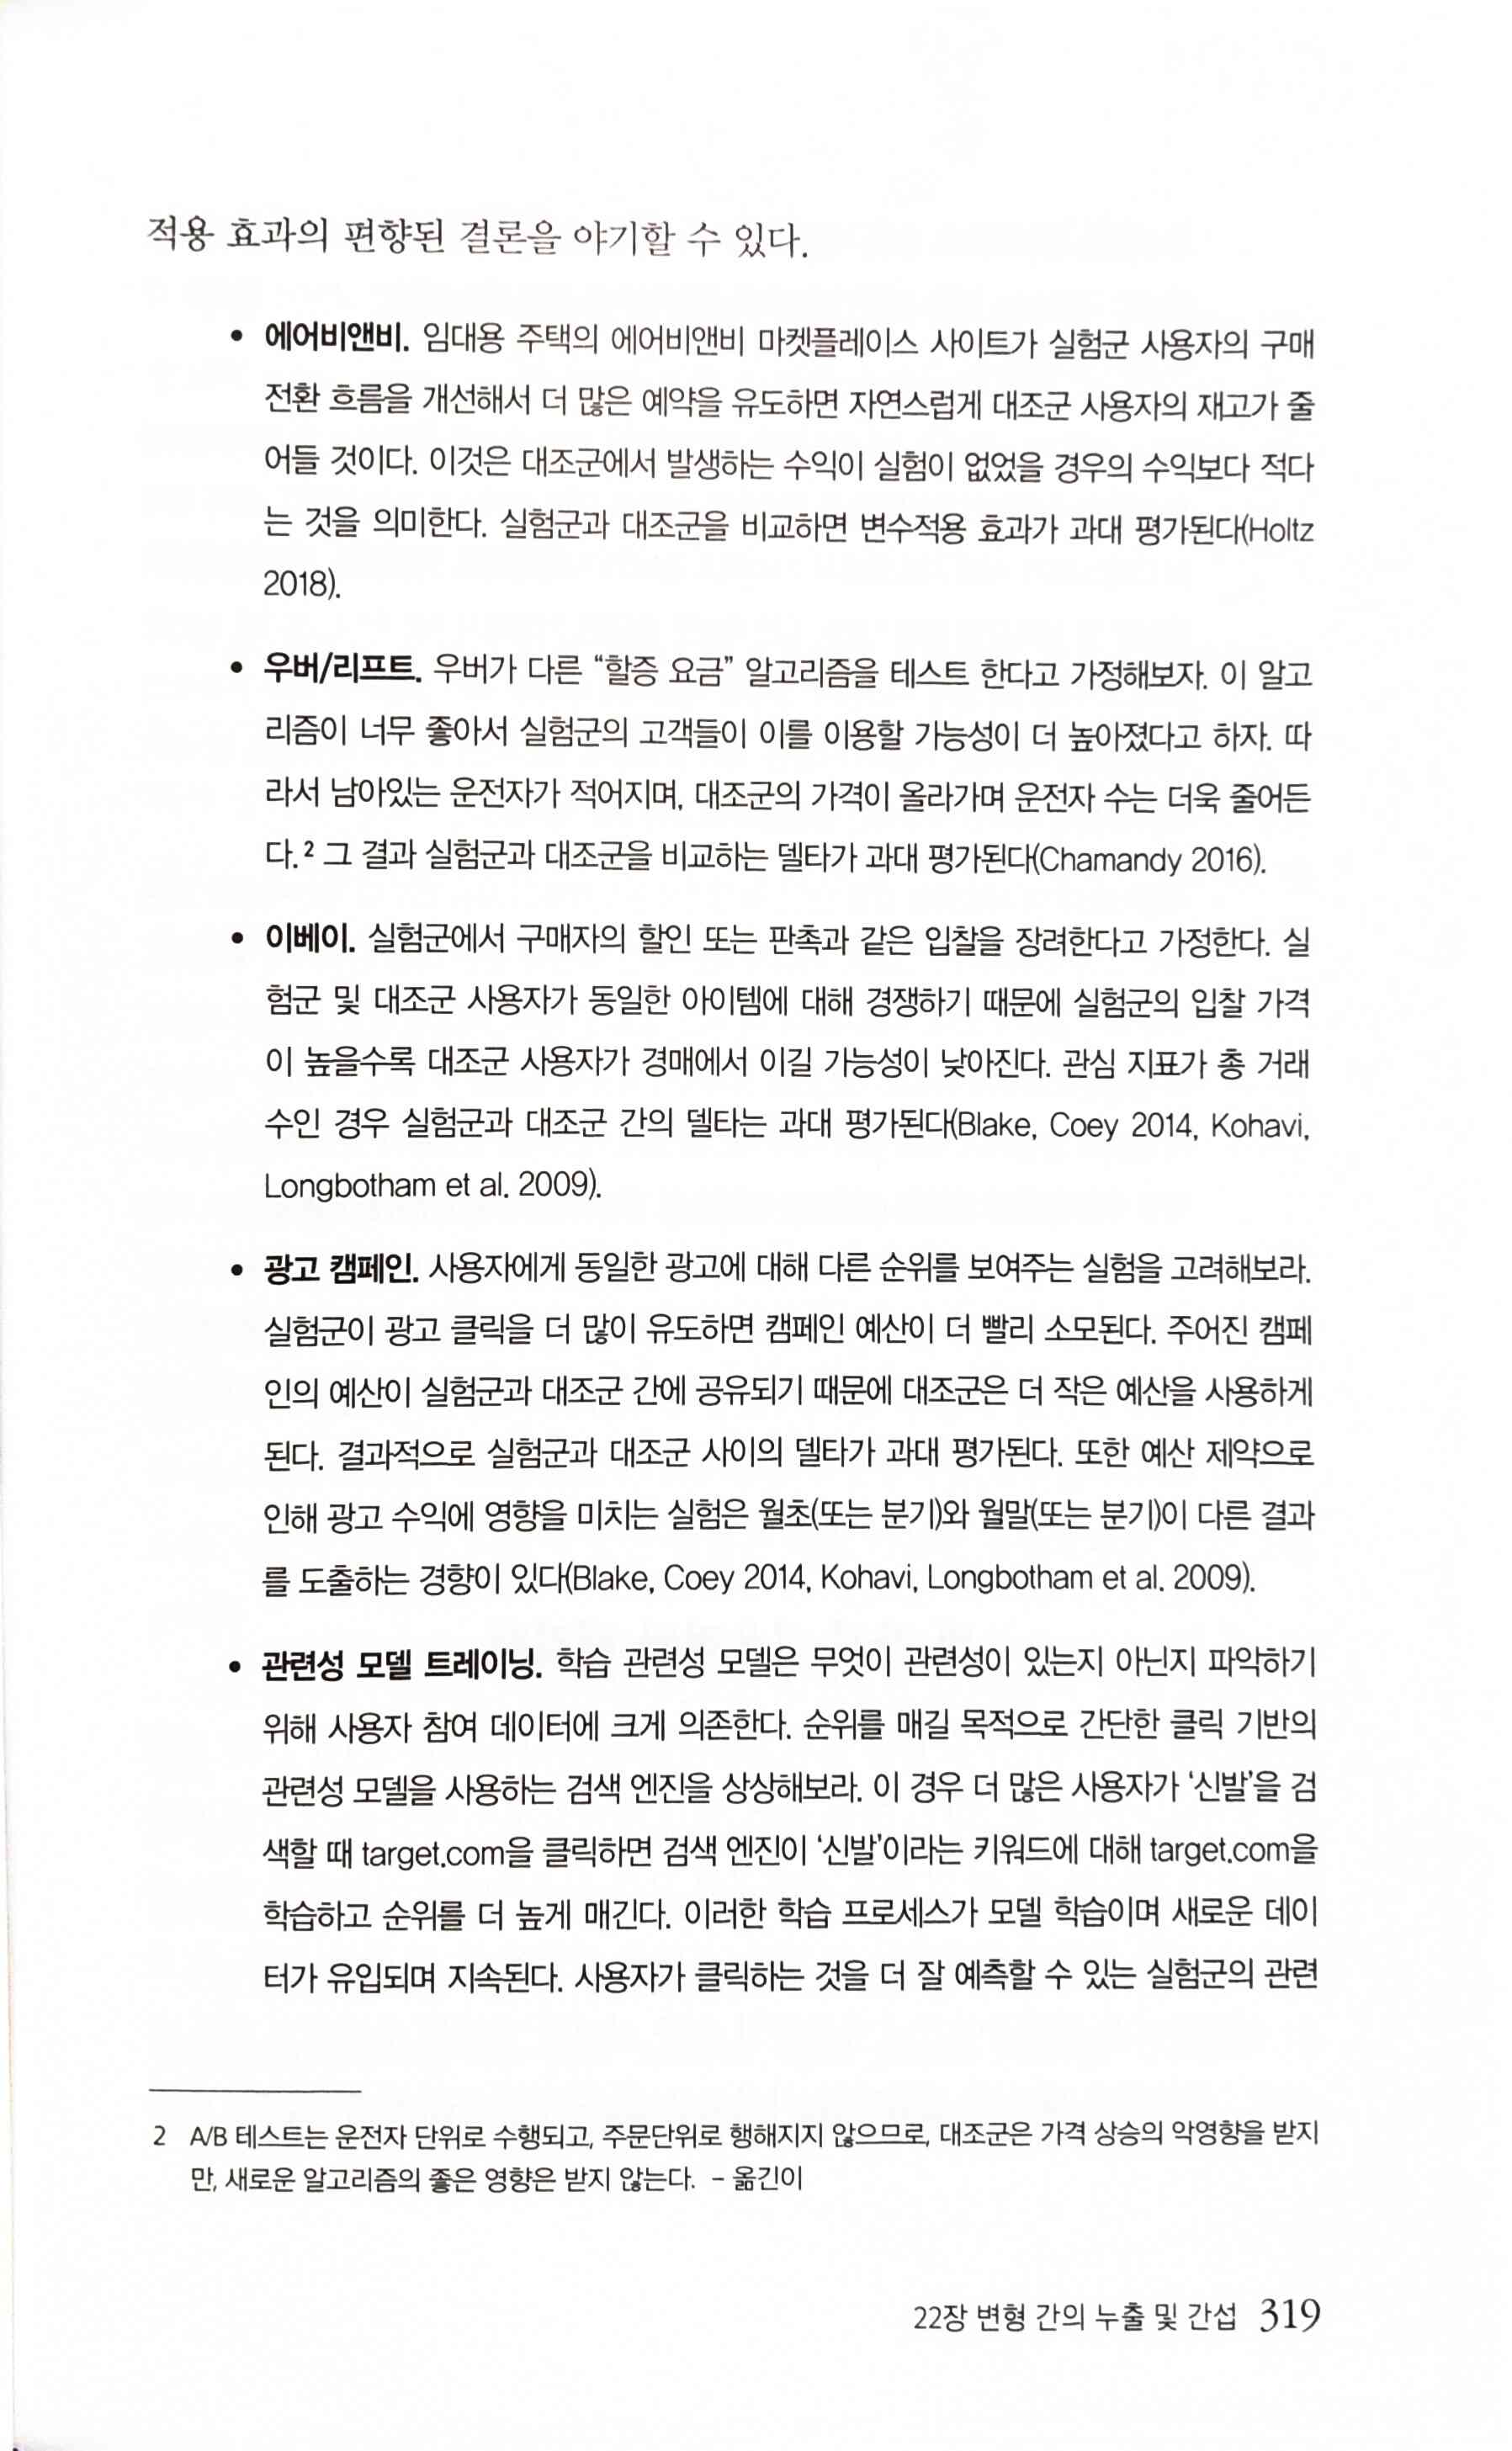 적용 효과의 편향된 결론을 야기할 수 있다.
• 에어비앤비. 임대용 주택의 에어비앤비 마켓플레이스 사이트가 실험군 사용자의 구매
전환 흐름을 개선해서 더 많은 예약을 유도하면 자연스럽게 대조군 사용자의 재고가 줄
어들 것이다. 이것은 대조군에서 발생하는 수익이 실험이 없었을 경우의 수익보다 적다
는 것을 의미한다. 실험군과 대조군을 비교하면 변수적용 효과가 과대 평가된다(Holtz
2018).
• 우버/리프트. 우버가 다른 “할증 요금” 알고리즘을 테스트 한다고 가정해보자. 이 알고
리즘이 너무 좋아서 실험군의 고객들이 이를 이용할 가능성이 더 높아졌다고 하자. 따
라서 남아있는 운전자가 적어지며, 대조군의 가격이 올라가며 운전자 수는 더욱 줄어든
다.² 그 결과 실험군과 대조군을 비교하는 델타가 과대 평가된다(Chamandy 2016).
• 이베이. 실험군에서 구매자의 할인 또는 판촉과 같은 입찰을 장려한다고 가정한다. 실
험군 및 대조군 사용자가 동일한 아이템에 대해 경쟁하기 때문에 실험군의 입찰 가격
이 높을수록 대조군 사용자가 경매에서 이길 가능성이 낮아진다. 관심 지표가 총 거래
수인 경우 실험군과 대조군 간의 델타는 과대 평가된다(Blake, Coey 2014, Kohavi,
Longbotham et al. 2009).
• 광고 캠페인. 사용자에게 동일한 광고에 대해 다른 순위를 보여주는 실험을 고려해보라.
실험군이 광고 클릭을 더 많이 유도하면 캠페인 예산이 더 빨리 소모된다. 주어진 캠페
인의 예산이 실험군과 대조군 간에 공유되기 때문에 대조군은 더 작은 예산을 사용하게
된다. 결과적으로 실험군과 대조군 사이의 델타가 과대 평가된다. 또한 예산 제약으로
인해 광고 수익에 영향을 미치는 실험은 월초(또는 분기)와 월말(또는 분기)이 다른 결과
를 도출하는 경향이 있다(Blake, Coey 2014, Kohavi, Longbotham et al. 2009).
• 관련성 모델 트레이닝. 학습 관련성 모델은 무엇이 관련성이 있는지 아닌지 파악하기
위해 사용자 참여 데이터에 크게 의존한다. 순위를 매길 목적으로 간단한 클릭 기반의
관련성 모델을 사용하는 검색 엔진을 상상해보라. 이 경우 더 많은 사용자가 ‘신발’을 검
색할 때 target.com을 클릭하면 검색 엔진이 ‘신발’이라는 키워드에 대해 target.com을
학습하고 순위를 더 높게 매긴다. 이러한 학습 프로세스가 모델 학습이며 새로운 데이
터가 유입되며 지속된다. 사용자가 클릭하는 것을 더 잘 예측할 수 있는 실험군의 관련
2 A/B 테스트는 운전자 단위로 수행되고, 주문단위로 행해지지 않으므로, 대조군은 가격 상승의 악영향을 받지
만, 새로운 알고리즘의 좋은 영향은 받지 않는다. – 옮긴이
22장 변형 간의 누출 및 간섭 319